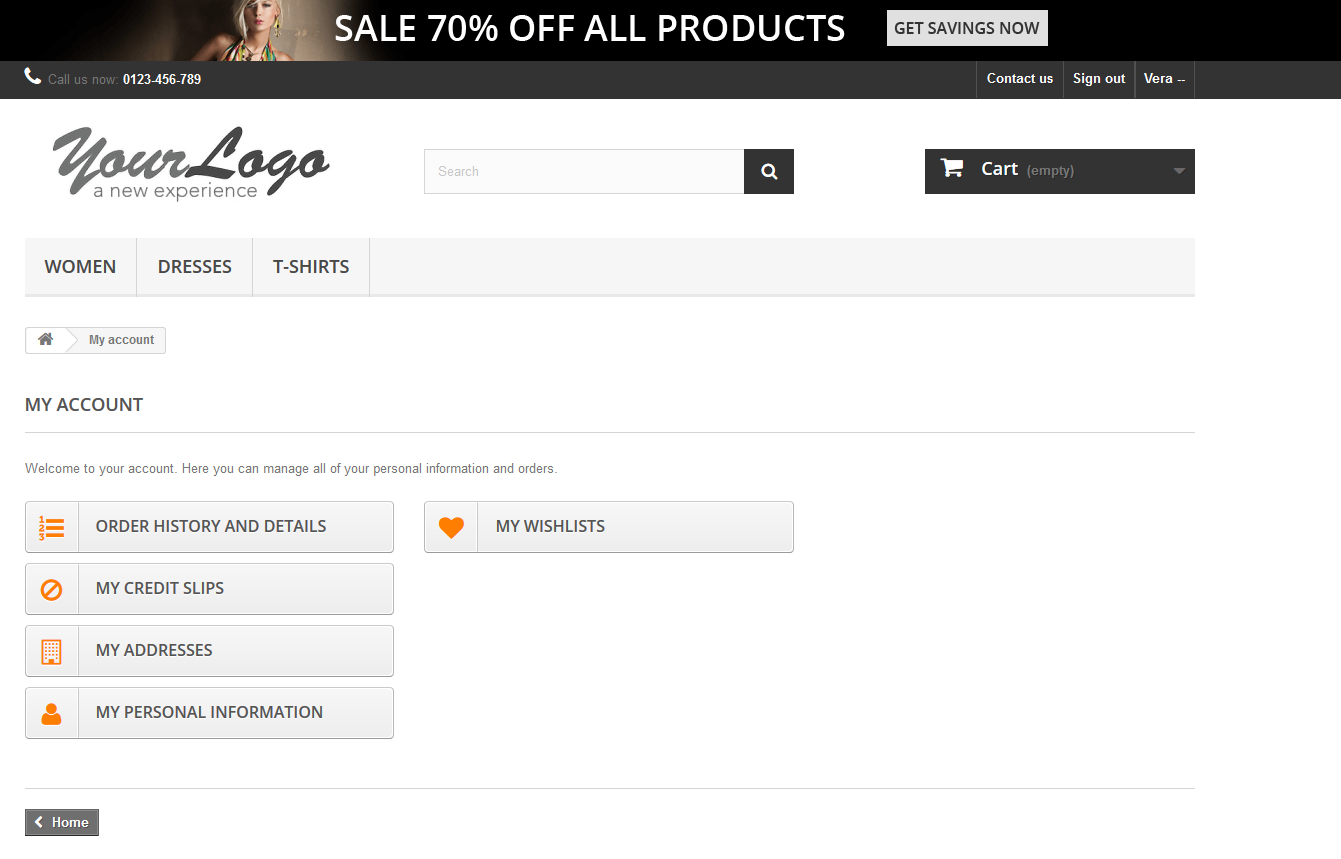 SALE 70% OFF ALL PRODUCTS GET SAVINGS NOW
Call us now: 0123-456-789 Contact us Sign out Vera --
YourLogo
a new experience
Search
Cart (empty)
WOMEN DRESSES T-SHIRTS
My account
MY ACCOUNT
Welcome to your account. Here you can manage all of your personal information and orders.
1 2 3 ORDER HISTORY AND DETAILS MY WISHLISTS
MY CREDIT SLIPS
MY ADDRESSES
MY PERSONAL INFORMATION
Home